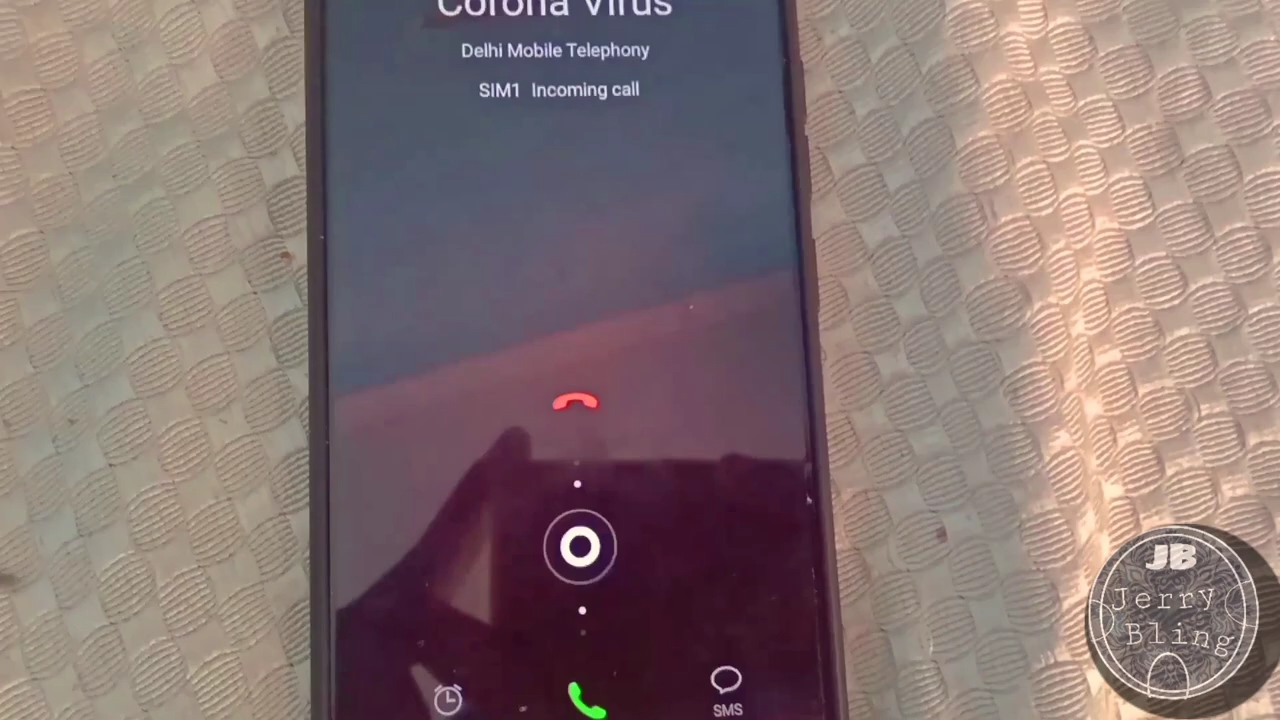 Corona Virus
Delhi Mobile Telephony
SIM1 Incoming call
SMS
JB
Jerry
Bling